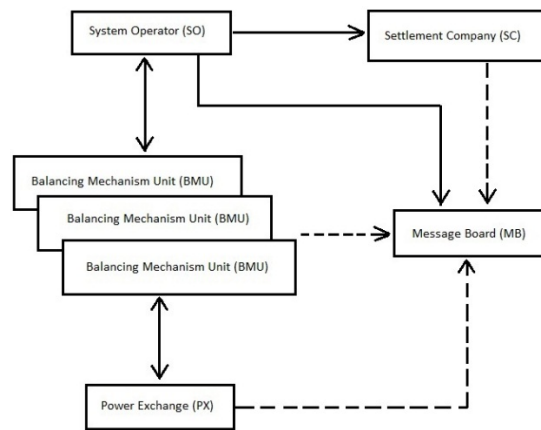 System Operator (SO)
Settlement Company (SC)
Balancing Mechanism Unit (BMU)
Balancing Mechanism Unit (BMU)
Message Board (MB)
Balancing Mechanism Unit (BMU)
Power Exchange (PX)